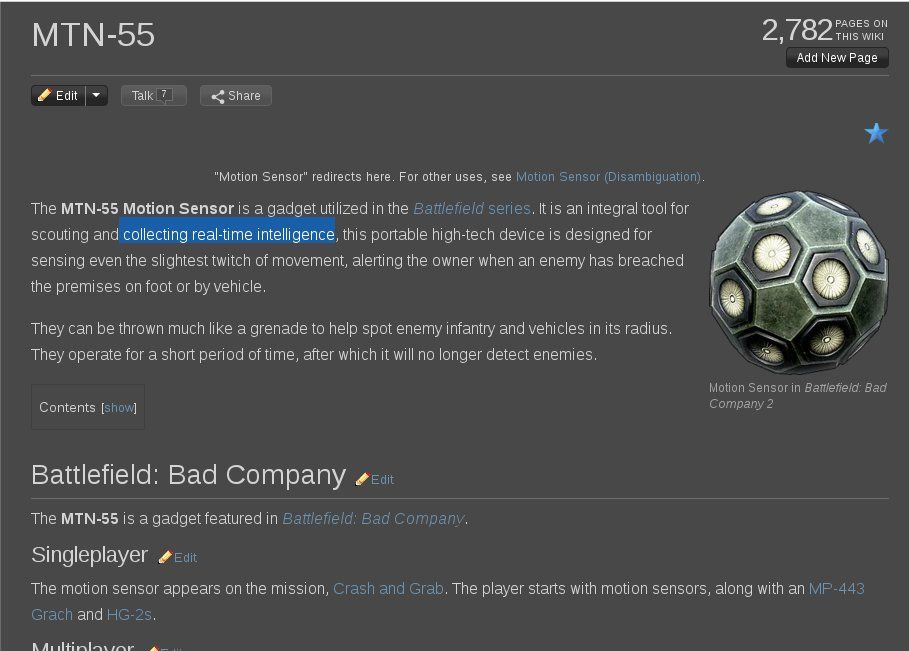 MTN-55
2,782 PAGES ON
THIS WIKI
Add New Page
Edit
Talk 7
Share
"Motion Sensor" redirects here. For other uses, see Motion Sensor (Disambiguation).
The MTN-55 Motion Sensor is a gadget utilized in the Battlefield series. It is an integral tool for
scouting and collecting real-time intelligence, this portable high-tech device is designed for
sensing even the slightest twitch of movement, alerting the owner when an enemy has breached
the premises on foot or by vehicle.
They can be thrown much like a grenade to help spot enemy infantry and vehicles in its radius.
They operate for a short period of time, after which it will no longer detect enemies.
Motion Sensor in Battlefield: Bad
Company 2
Contents [show]
Battlefield: Bad Company Edit
The MTN-55 is a gadget featured in Battlefield: Bad Company.
Singleplayer Edit
The motion sensor appears on the mission, Crash and Grab. The player starts with motion sensors, along with an MP-443
Grach and HG-2s.
Multiplayer Edit